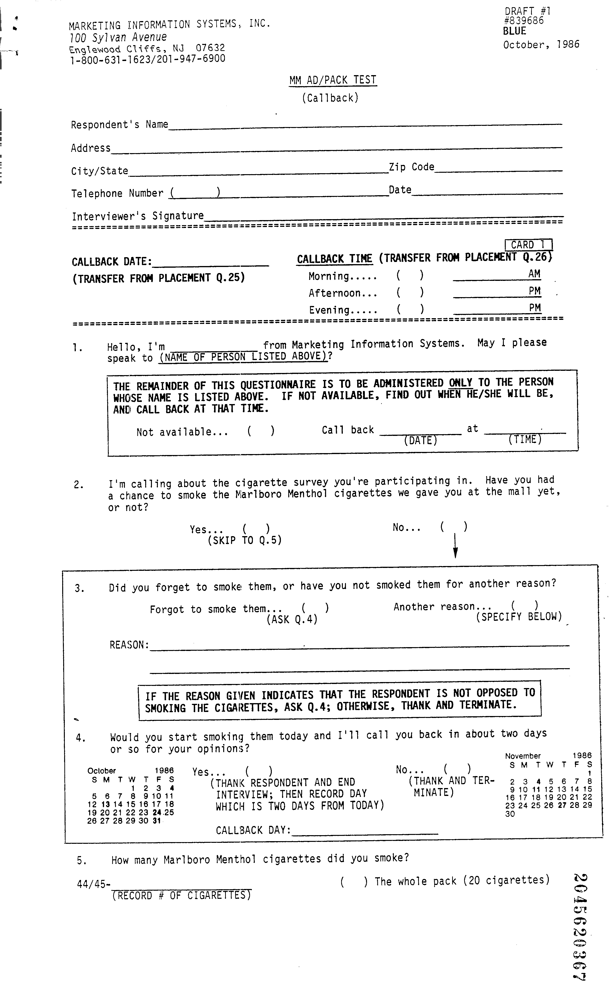 DRAFT #1
MARKETING INFORMATION SYSTEMS, INC. #839686
100 Sylvan Avenue BLUE
Englewood Cliffs, NJ 07632 October, 1986
1-800-631-1623/201-947-6900
MM AD/PACK TEST
(Callback)
Respondent's Name
Address
City/State Zip Code
Telephone Number ( ) Date
Interviewer's Signature
CARD 1
CALLBACK DATE: CALLBACK TIME (TRANSFER FROM PLACEMENT Q.26)
(TRANSFER FROM PLACEMENT Q.25) Morning..... ( ) AM
Afternoon... ( ) PM
Evening..... ( ) PM
1. Hello, I'm from Marketing Information Systems. May I please
speak to (NAME OF PERSON LISTED ABOVE)?
THE REMAINDER OF THIS QUESTIONNAIRE IS TO BE ADMINISTERED ONLY TO THE PERSON
WHOSE NAME IS LISTED ABOVE. IF NOT AVAILABLE, FIND OUT WHEN HE/SHE WILL BE,
AND CALL BACK AT THAT TIME.
Not available... ( ) Call back at
(DATE) (TIME)
2. I'm calling about the cigarette survey you're participating in. Have you had
a chance to smoke the Marlboro Menthol cigarettes we gave you at the mall yet,
or not?
Yes... ( ) No... ( )
(SKIP TO Q.5)
3. Did you forget to smoke them, or have you not smoked them for another reason?
Forgot to smoke them... ( ) Another reason... ( )
(ASK Q.4) (SPECIFY BELOW)
REASON:
IF THE REASON GIVEN INDICATES THAT THE RESPONDENT IS NOT OPPOSED TO
SMOKING THE CIGARETTES, ASK Q.4; OTHERWISE, THANK AND TERMINATE.
4. Would you start smoking them today and I'll call you back in about two days
or so for your opinions?
Yes... ( ) No... ( )
(THANK RESPONDENT AND END (THANK AND TER-
INTERVIEW; THEN RECORD DAY MINATE)
WHICH IS TWO DAYS FROM TODAY)
CALLBACK DAY:
October 1986
S M T W T F S
1 2 3 4
5 6 7 8 9 10 11
12 13 14 15 16 17 18
19 20 21 22 23 24 25
26 27 28 29 30 31
November 1986
S M T W T F S
1
2 3 4 5 6 7 8
9 10 11 12 13 14 15
16 17 18 19 20 21 22
23 24 25 26 27 28 29
30
5. How many Marlboro Menthol cigarettes did you smoke?
44/45- ( ) The whole pack (20 cigarettes)
(RECORD # OF CIGARETTES)
2045620367